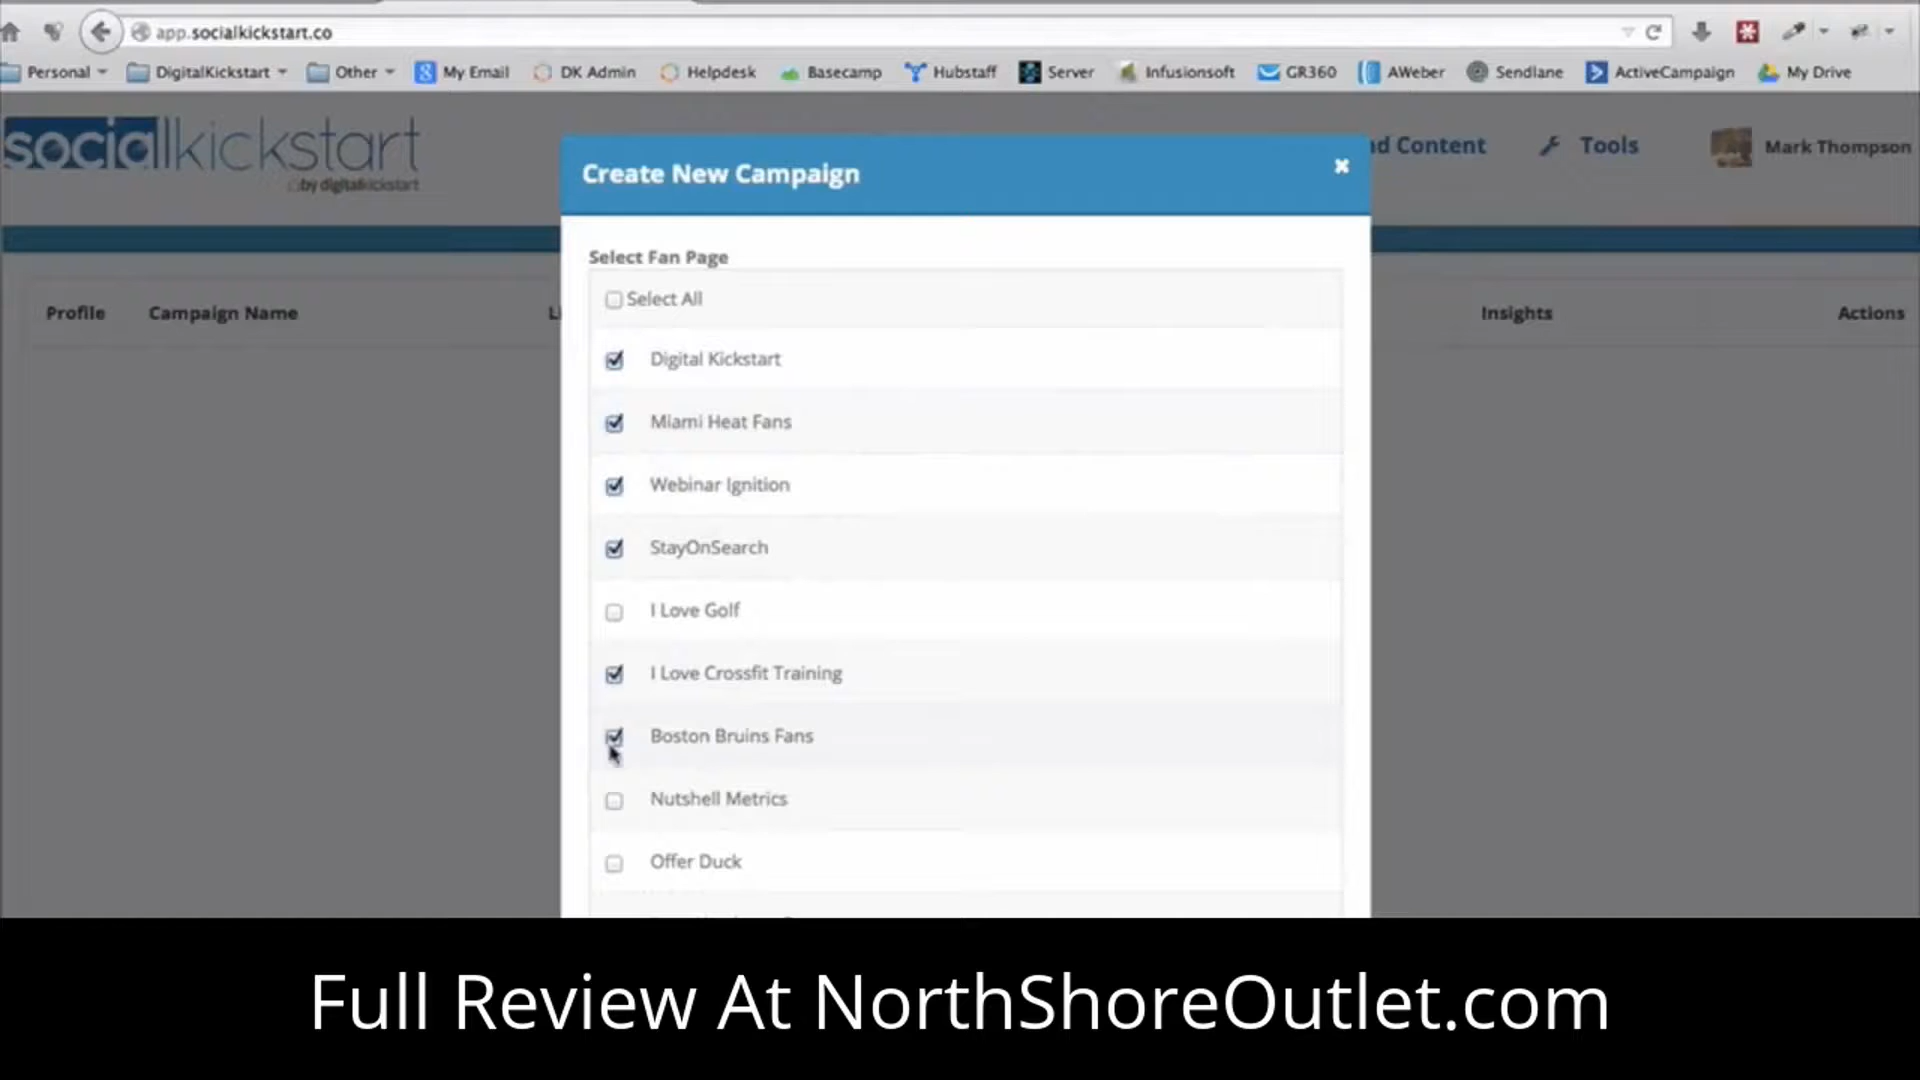 app.socialkickstart.co
Personal DigitalKickstart Other My Email DK Admin Helpdesk Basecamp Hubstaff Server Infusionsoft GR360 AWeber Sendlane ActiveCampaign My Drive
socialkickstart
by digitalkickstart
nd Content Tools Mark Thompson
Create New Campaign
Select Fan Page
Select All
Profile Campaign Name Insights Actions
Digital Kickstart
Miami Heat Fans
Webinar Ignition
StayOnSearch
I Love Golf
I Love Crossfit Training
Boston Bruins Fans
Nutshell Metrics
Offer Duck
Full Review At NorthShoreOutlet.com